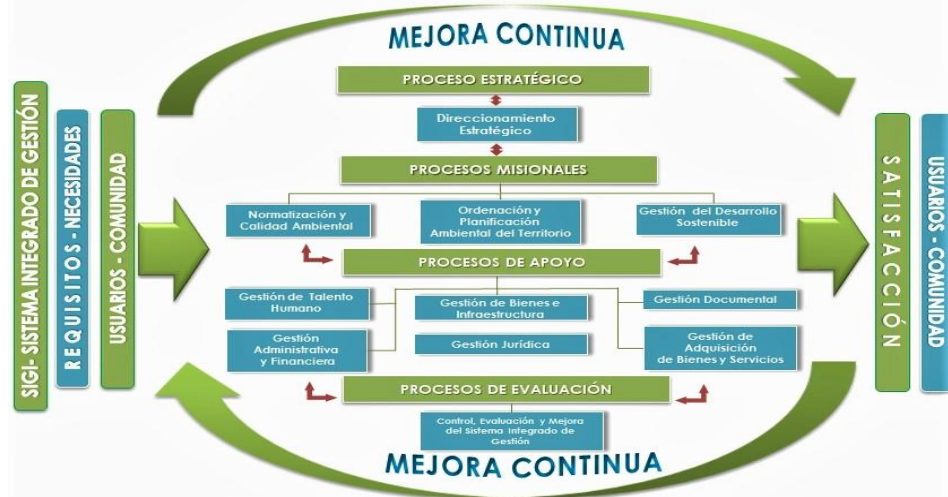 MEJORA CONTINUA
SIGI- SISTEMA INTEGRADO DE GESTIÓN
REQUISITOS - NECESIDADES
USUARIOS - COMUNIDAD
PROCESO ESTRATÉGICO
Direccionamiento
Estratégico
PROCESOS MISIONALES
Normatización y
Calidad Ambiental
Ordenación y
Planificación
Ambiental del Territorio
Gestión del Desarrollo
Sostenible
PROCESOS DE APOYO
Gestión de Talento
Humano
Gestión de Bienes e
Infraestructura
Gestión Documental
Gestión
Administrativa
y Financiera
Gestión Jurídica
Gestión de
Adquisición
de Bienes y Servicios
PROCESOS DE EVALUACIÓN
Control, Evaluación y Mejora
del Sistema Integrado de
Gestión
SATISFACCIÓN
USUARIOS - COMUNIDAD
MEJORA CONTINUA